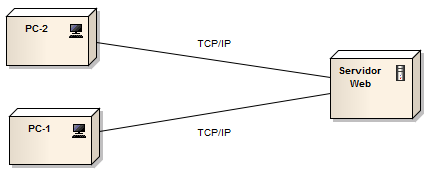 PC-2
TCP/IP
Servidor
Web
PC-1
TCP/IP